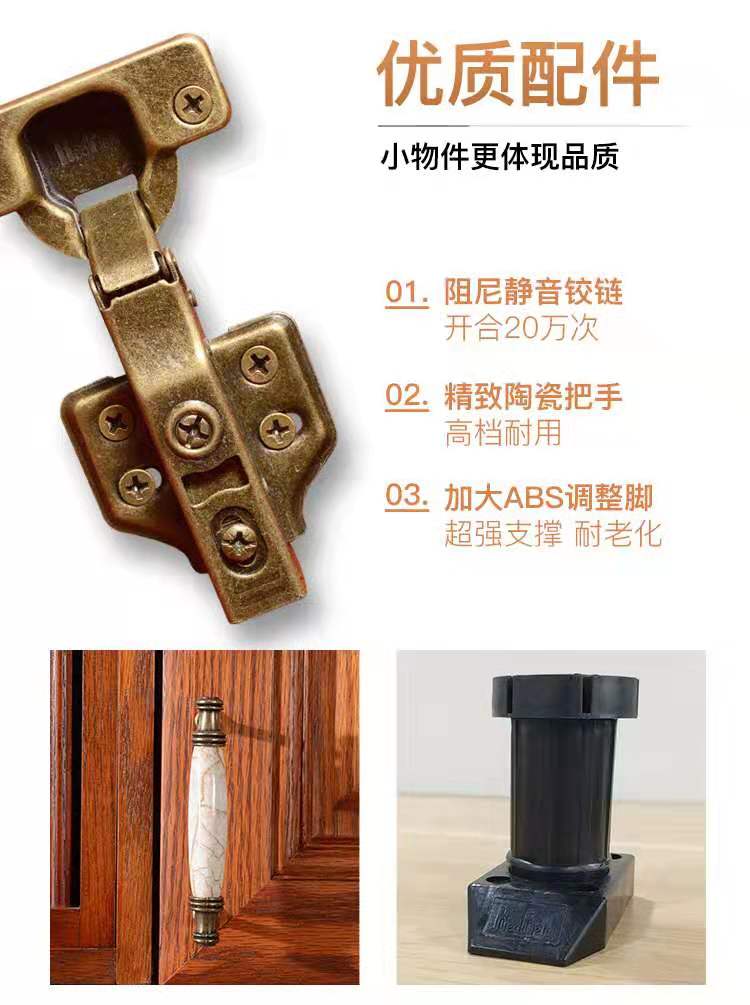 优质配件
小物件更体现品质
01. 阻尼静音铰链
开合20万次
02. 精致陶瓷把手
高档耐用
03. 加大ABS调整脚
超强支撑 耐老化